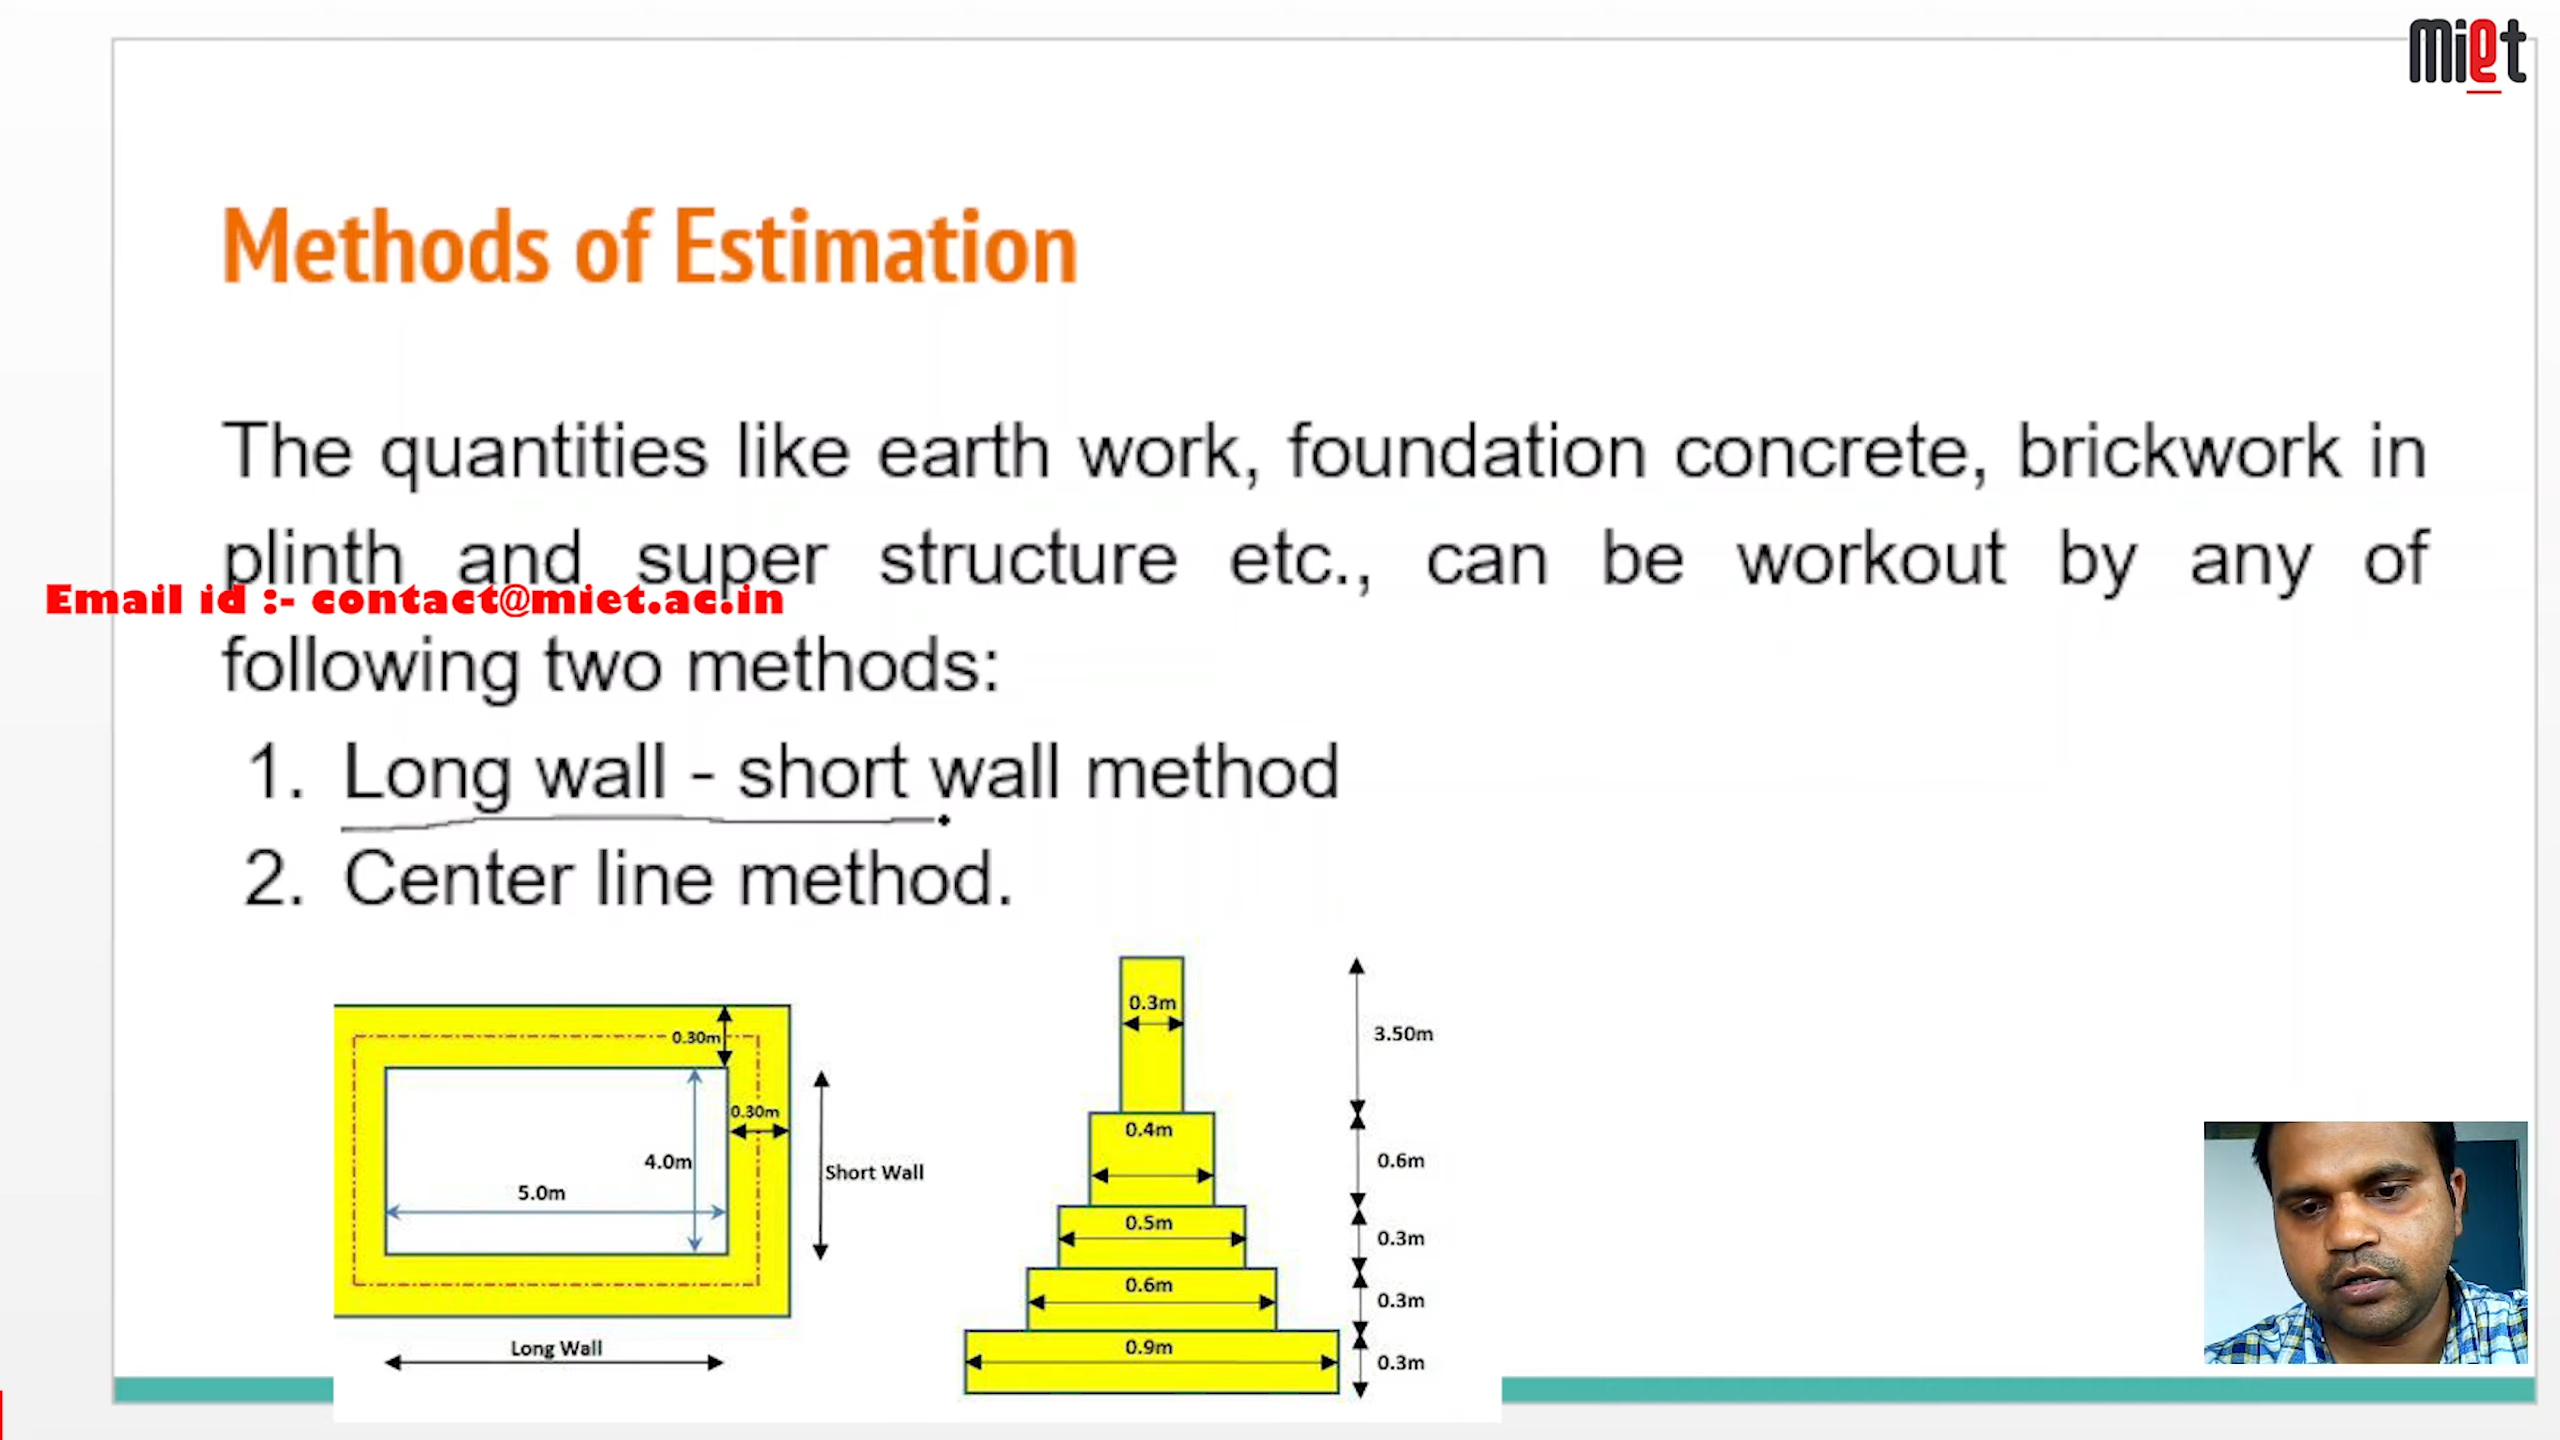 miet
Methods of Estimation
The quantities like earth work, foundation concrete, brickwork in
plinth and super structure etc., can be workout by any of
Email id :- contact@miet.ac.in
following two methods:
1. Long wall - short wall method
2. Center line method.
0.30m
0.30m
4.0m
5.0m
Short Wall
Long Wall
0.3m
3.50m
0.4m
0.6m
0.5m
0.3m
0.6m
0.3m
0.9m
0.3m